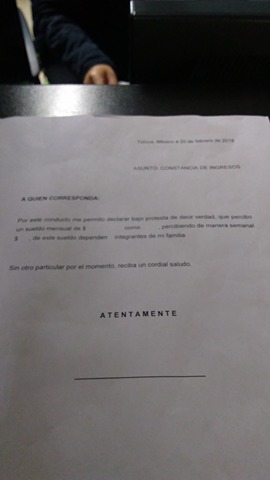 Toluca, México a 20 de febrero de 2018
ASUNTO: CONSTANCIA DE INGRESOS
A QUIEN CORRESPONDA:
Por este conducto me permito declarar bajo protesta de decir verdad, que percibo
un sueldo mensual de $ como , percibiendo de manera semanal
$ , de este sueldo dependen integrantes de mi familia
Sin otro particular por el momento, reciba un cordial saludo.
ATENTAMENTE